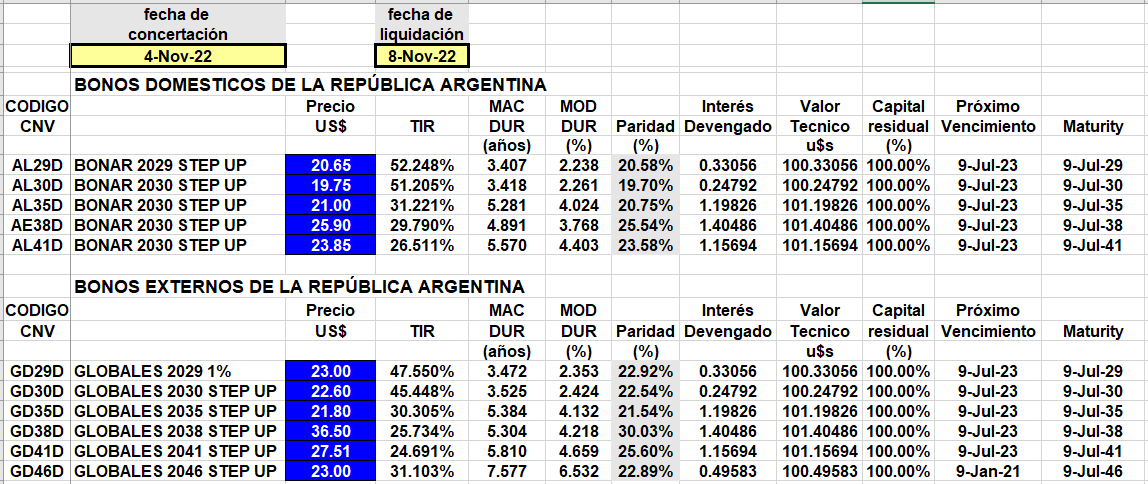 fecha de fecha de
concertación liquidación
4-Nov-22 8-Nov-22
BONOS DOMESTICOS DE LA REPÚBLICA ARGENTINA
CODIGO Precio MAC MOD Interés Valor Capital Próximo
CNV US$ TIR DUR DUR Paridad Devengado Tecnico residual Vencimiento Maturity
(años) (%) (%) u$s (%)
AL29D BONAR 2029 STEP UP 20.65 52.248% 3.407 2.238 20.58% 0.33056 100.33056 100.00% 9-Jul-23 9-Jul-29
AL30D BONAR 2030 STEP UP 19.75 51.205% 3.418 2.261 19.70% 0.24792 100.24792 100.00% 9-Jul-23 9-Jul-30
AL35D BONAR 2030 STEP UP 21.00 31.221% 5.281 4.024 20.75% 1.19826 101.19826 100.00% 9-Jul-23 9-Jul-35
AE38D BONAR 2030 STEP UP 25.90 29.790% 4.891 3.768 25.54% 1.40486 101.40486 100.00% 9-Jul-23 9-Jul-38
AL41D BONAR 2030 STEP UP 23.85 26.511% 5.570 4.403 23.58% 1.15694 101.15694 100.00% 9-Jul-23 9-Jul-41
BONOS EXTERNOS DE LA REPÚBLICA ARGENTINA
CODIGO Precio MAC MOD Interés Valor Capital Próximo
CNV US$ TIR DUR DUR Paridad Devengado Tecnico residual Vencimiento Maturity
(años) (%) (%) u$s (%)
GD29D GLOBALES 2029 1% 23.00 47.550% 3.472 2.353 22.92% 0.33056 100.33056 100.00% 9-Jul-23 9-Jul-29
GD30D GLOBALES 2030 STEP UP 22.60 45.448% 3.525 2.424 22.54% 0.24792 100.24792 100.00% 9-Jul-23 9-Jul-30
GD35D GLOBALES 2035 STEP UP 21.80 30.305% 5.384 4.132 21.54% 1.19826 101.19826 100.00% 9-Jul-23 9-Jul-35
GD38D GLOBALES 2038 STEP UP 36.50 25.734% 5.304 4.218 30.03% 1.40486 101.40486 100.00% 9-Jul-23 9-Jul-38
GD41D GLOBALES 2041 STEP UP 27.51 24.691% 5.810 4.659 25.60% 1.15694 101.15694 100.00% 9-Jul-23 9-Jul-41
GD46D GLOBALES 2046 STEP UP 23.00 31.103% 7.577 6.532 22.89% 0.49583 100.49583 100.00% 9-Jan-21 9-Jul-46